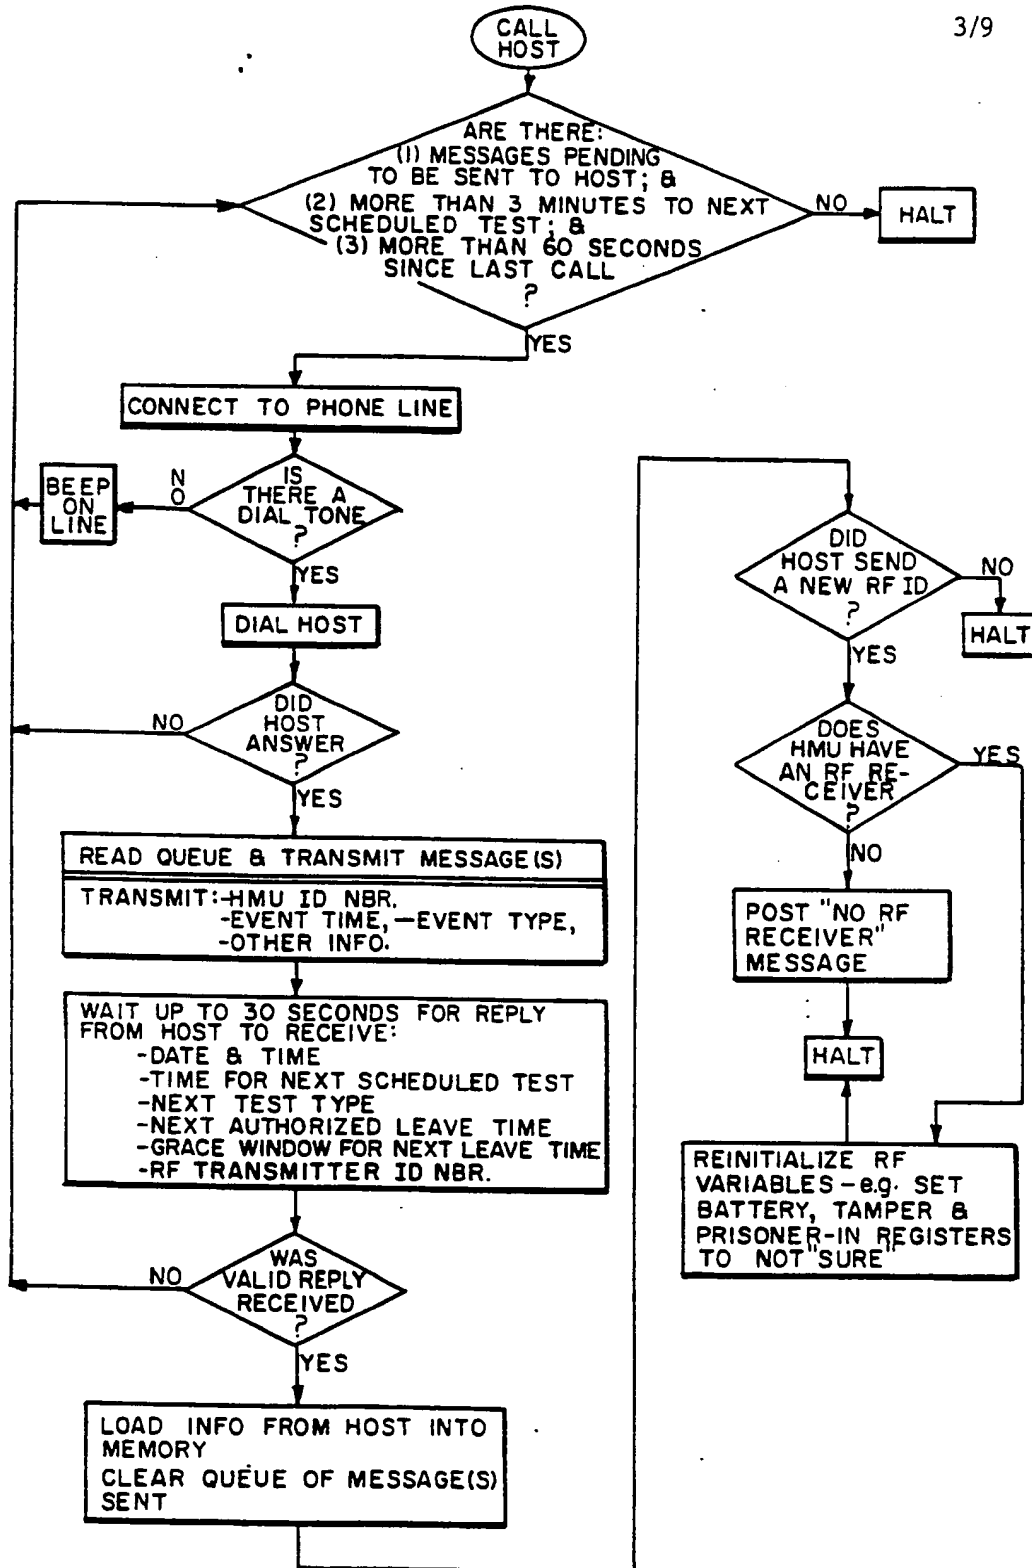 3/9
CALL
HOST
ARE THERE:
(1) MESSAGES PENDING
TO BE SENT TO HOST; &
(2) MORE THAN 3 MINUTES TO NEXT
SCHEDULED TEST; &
(3) MORE THAN 60 SECONDS
SINCE LAST CALL
?
NO
HALT
YES
CONNECT TO PHONE LINE
IS
THERE A
DIAL TONE
?
NO
BEEP
ON
LINE
YES
DIAL HOST
DID
HOST
ANSWER
?
NO
YES
READ QUEUE & TRANSMIT MESSAGE(S)
TRANSMIT:-HMU ID NBR.
-EVENT TIME, -EVENT TYPE,
-OTHER INFO.
WAIT UP TO 30 SECONDS FOR REPLY
FROM HOST TO RECEIVE:
-DATE & TIME
-TIME FOR NEXT SCHEDULED TEST
-NEXT TEST TYPE
-NEXT AUTHORIZED LEAVE TIME
-GRACE WINDOW FOR NEXT LEAVE TIME
-RF TRANSMITTER ID NBR.
WAS
VALID REPLY
RECEIVED
?
NO
YES
LOAD INFO FROM HOST INTO
MEMORY
CLEAR QUEUE OF MESSAGE(S)
SENT
DID
HOST SEND
A NEW RF ID
?
NO
HALT
YES
DOES
HMU HAVE
AN RF RE-
CEIVER
?
YES
NO
POST "NO RF
RECEIVER"
MESSAGE
HALT
REINITIALIZE RF
VARIABLES - e.g. SET
BATTERY, TAMPER &
PRISONER-IN REGISTERS
TO NOT "SURE"